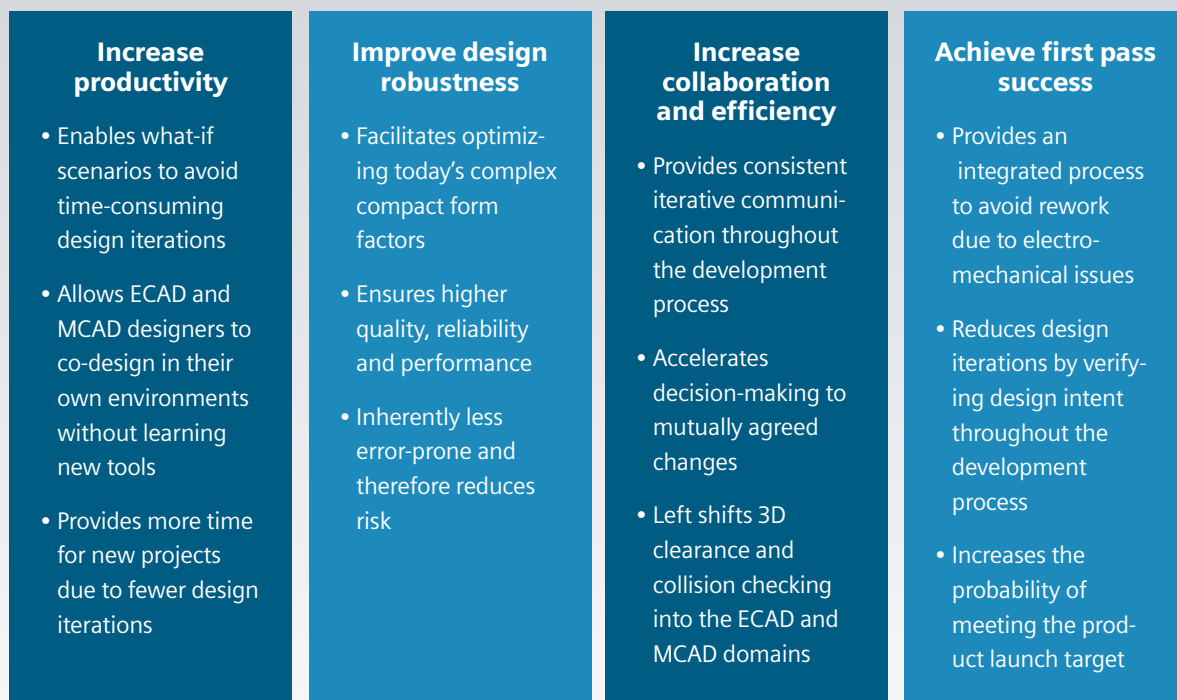 Increase
productivity
• Enables what-if
scenarios to avoid
time-consuming
design iterations
• Allows ECAD and
MCAD designers to
co-design in their
own environments
without learning
new tools
• Provides more time
for new projects
due to fewer design
iterations
Improve design
robustness
• Facilitates optimiz-
ing today's complex
compact form
factors
• Ensures higher
quality, reliability
and performance
• Inherently less
error-prone and
therefore reduces
risk
Increase
collaboration
and efficiency
• Provides consistent
iterative communi-
cation throughout
the development
process
• Accelerates
decision-making to
mutually agreed
changes
• Left shifts 3D
clearance and
collision checking
into the ECAD and
MCAD domains
Achieve first pass
success
• Provides an
integrated process
to avoid rework
due to electro-
mechanical issues
• Reduces design
iterations by verify-
ing design intent
throughout the
development
process
• Increases the
probability of
meeting the prod-
uct launch target